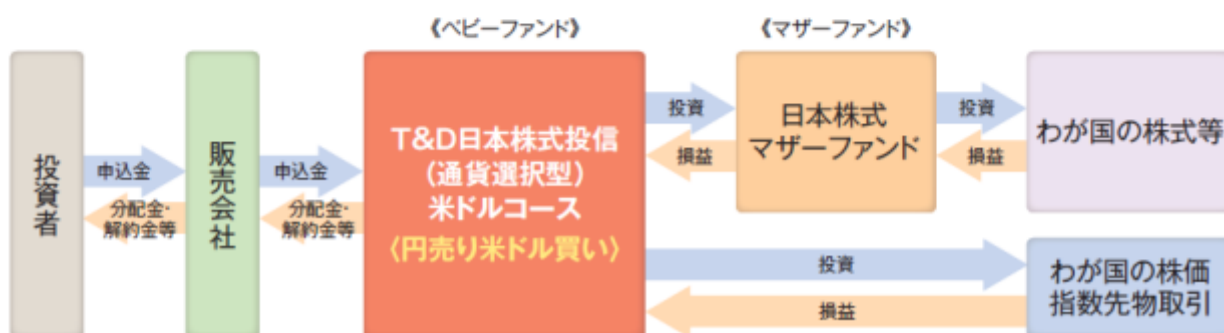 《ベビーファンド》
《マザーファンド》
投資者
申込金
分配金・
解約金等
販売会社
申込金
分配金・
解約金等
T&D日本株式投信
(通貨選択型)
米ドルコース
〈円売り米ドル買い〉
投資
損益
日本株式
マザーファンド
投資
損益
わが国の株式等
投資
損益
わが国の株価
指数先物取引